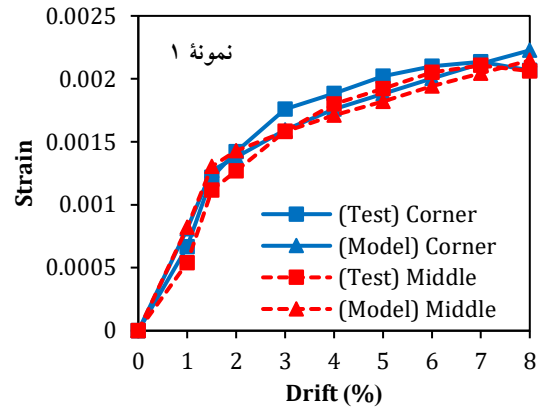 نمونهٔ ۱
0.0025
0.002
0.0015
0.001
0.0005
0
Strain
(Test) Corner
(Model) Corner
(Test) Middle
(Model) Middle
0 1 2 3 4 5 6 7 8
Drift (%)